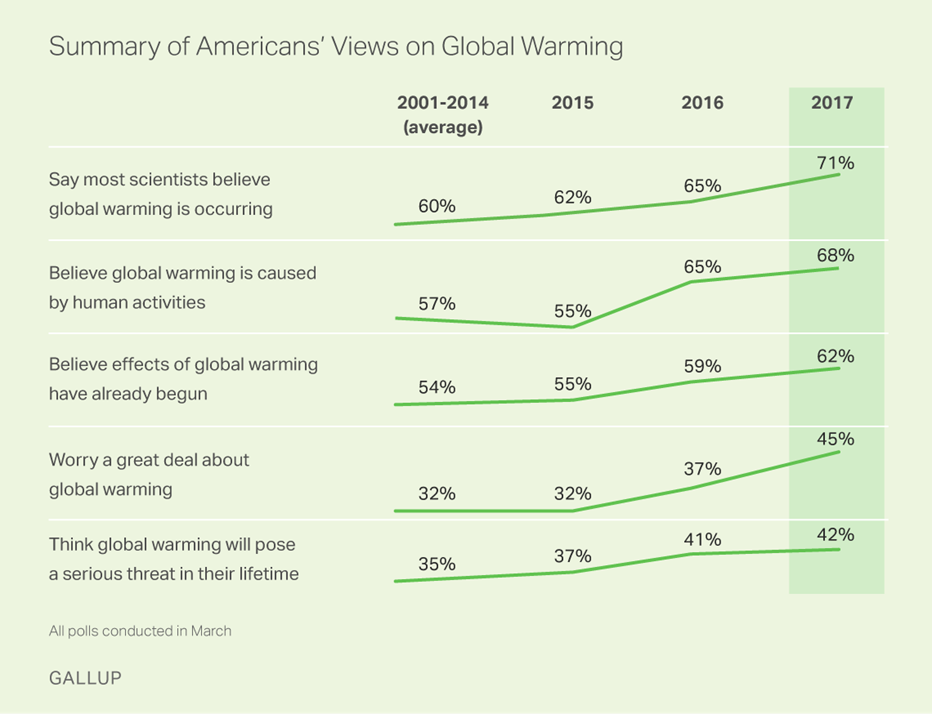 Summary of Americans’ Views on Global Warming
2001-2014 2015 2016 2017
(average)
Say most scientists believe
global warming is occurring
60% 62% 65% 71%
Believe global warming is caused
by human activities
57% 55% 65% 68%
Believe effects of global warming
have already begun
54% 55% 59% 62%
Worry a great deal about
global warming
32% 32% 37% 45%
Think global warming will pose
a serious threat in their lifetime
35% 37% 41% 42%
All polls conducted in March
GALLUP